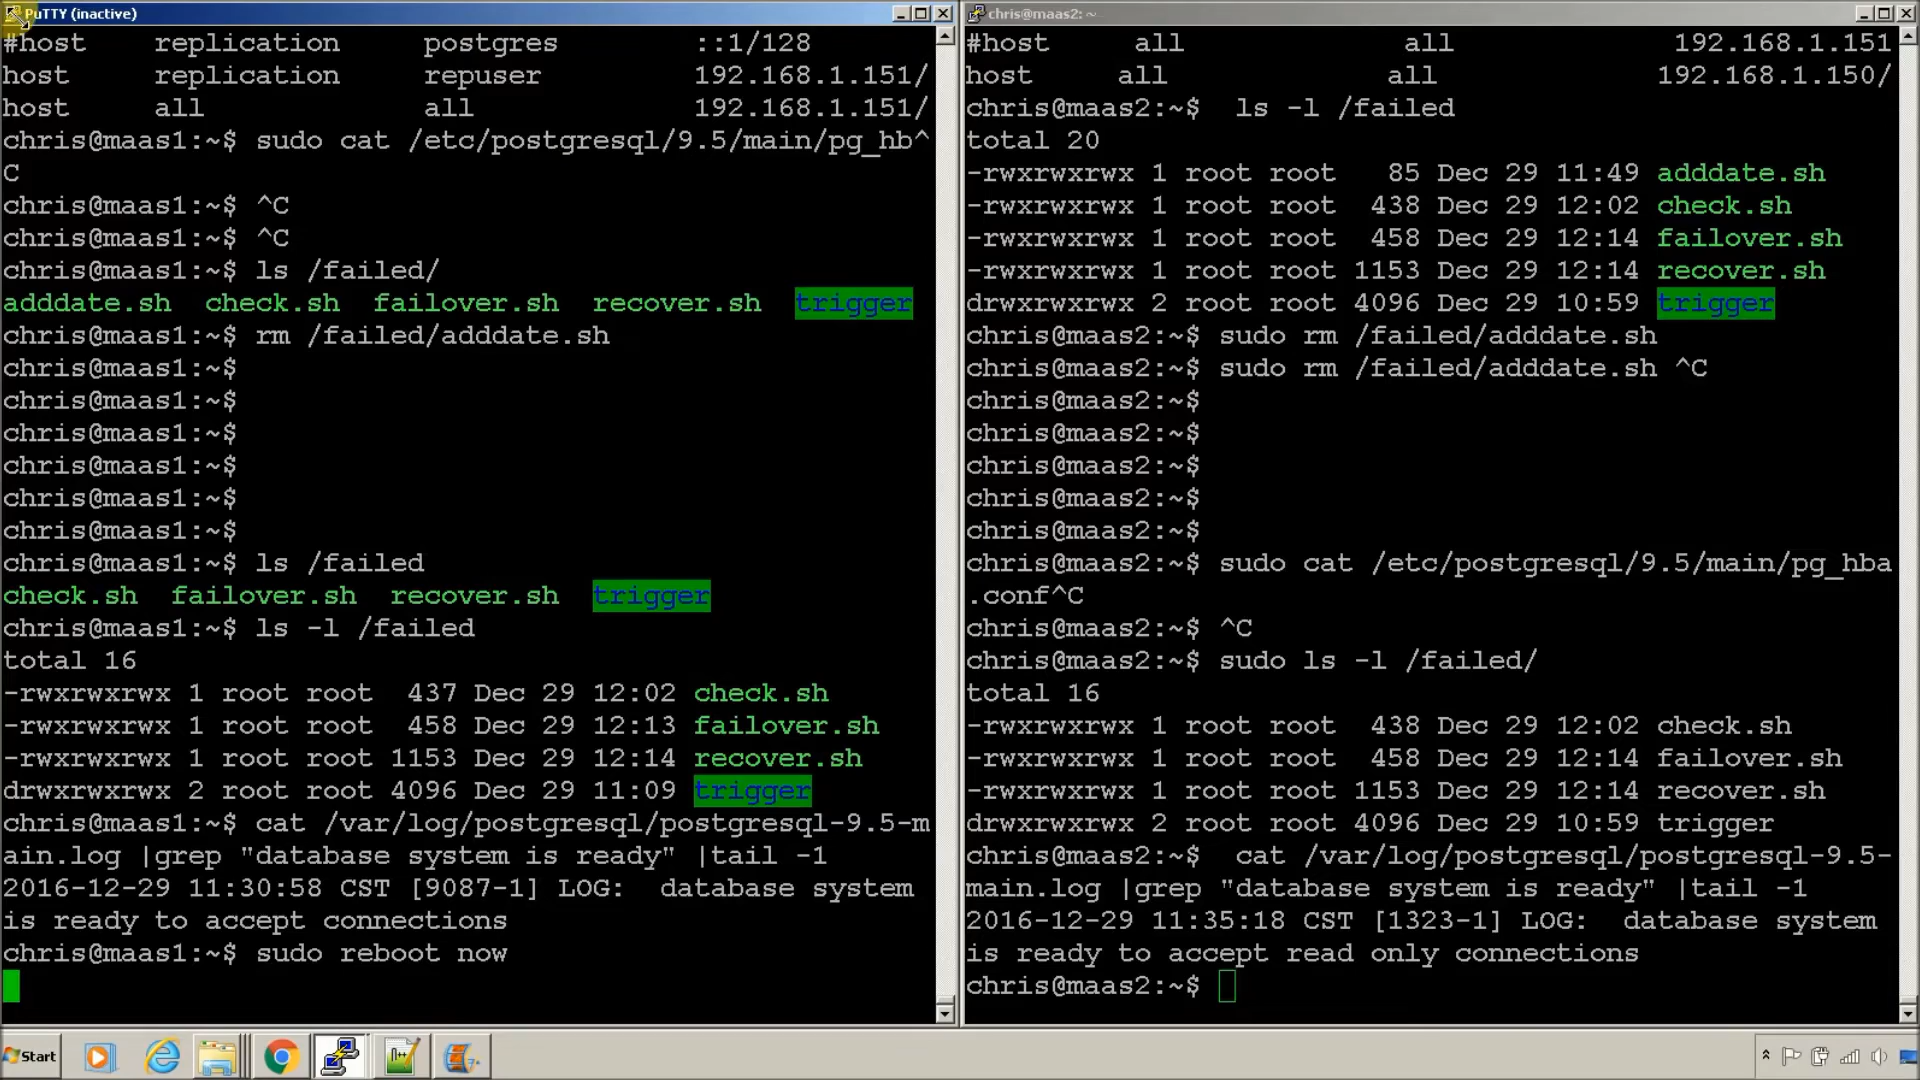 PuTTY (inactive)
#host replication postgres ::1/128
host replication repuser 192.168.1.151/
host all all 192.168.1.151/
chris@maas1:~$ sudo cat /etc/postgresql/9.5/main/pg_hb^
C
chris@maas1:~$ ^C
chris@maas1:~$ ^C
chris@maas1:~$ ls /failed/
adddate.sh check.sh failover.sh recover.sh trigger
chris@maas1:~$ rm /failed/adddate.sh
chris@maas1:~$
chris@maas1:~$
chris@maas1:~$
chris@maas1:~$
chris@maas1:~$
chris@maas1:~$
chris@maas1:~$ ls /failed
check.sh failover.sh recover.sh trigger
chris@maas1:~$ ls -l /failed
total 16
-rwxrwxrwx 1 root root 437 Dec 29 12:02 check.sh
-rwxrwxrwx 1 root root 458 Dec 29 12:13 failover.sh
-rwxrwxrwx 1 root root 1153 Dec 29 12:14 recover.sh
drwxrwxrwx 2 root root 4096 Dec 29 11:09 trigger
chris@maas1:~$ cat /var/log/postgresql/postgresql-9.5-m
ain.log |grep "database system is ready" |tail -1
2016-12-29 11:30:58 CST [9087-1] LOG: database system
is ready to accept connections
chris@maas1:~$ sudo reboot now
chris@maas2: ~
#host all all 192.168.1.151
host all all 192.168.1.150/
chris@maas2:~$ ls -l /failed
total 20
-rwxrwxrwx 1 root root 85 Dec 29 11:49 adddate.sh
-rwxrwxrwx 1 root root 438 Dec 29 12:02 check.sh
-rwxrwxrwx 1 root root 458 Dec 29 12:14 failover.sh
-rwxrwxrwx 1 root root 1153 Dec 29 12:14 recover.sh
drwxrwxrwx 2 root root 4096 Dec 29 10:59 trigger
chris@maas2:~$ sudo rm /failed/adddate.sh
chris@maas2:~$ sudo rm /failed/adddate.sh ^C
chris@maas2:~$
chris@maas2:~$
chris@maas2:~$
chris@maas2:~$
chris@maas2:~$
chris@maas2:~$ sudo cat /etc/postgresql/9.5/main/pg_hba
.conf^C
chris@maas2:~$ ^C
chris@maas2:~$ sudo ls -l /failed/
total 16
-rwxrwxrwx 1 root root 438 Dec 29 12:02 check.sh
-rwxrwxrwx 1 root root 458 Dec 29 12:14 failover.sh
-rwxrwxrwx 1 root root 1153 Dec 29 12:14 recover.sh
drwxrwxrwx 2 root root 4096 Dec 29 10:59 trigger
chris@maas2:~$ cat /var/log/postgresql/postgresql-9.5-
main.log |grep "database system is ready" |tail -1
2016-12-29 11:35:18 CST [1323-1] LOG: database system
is ready to accept read only connections
chris@maas2:~$
Start